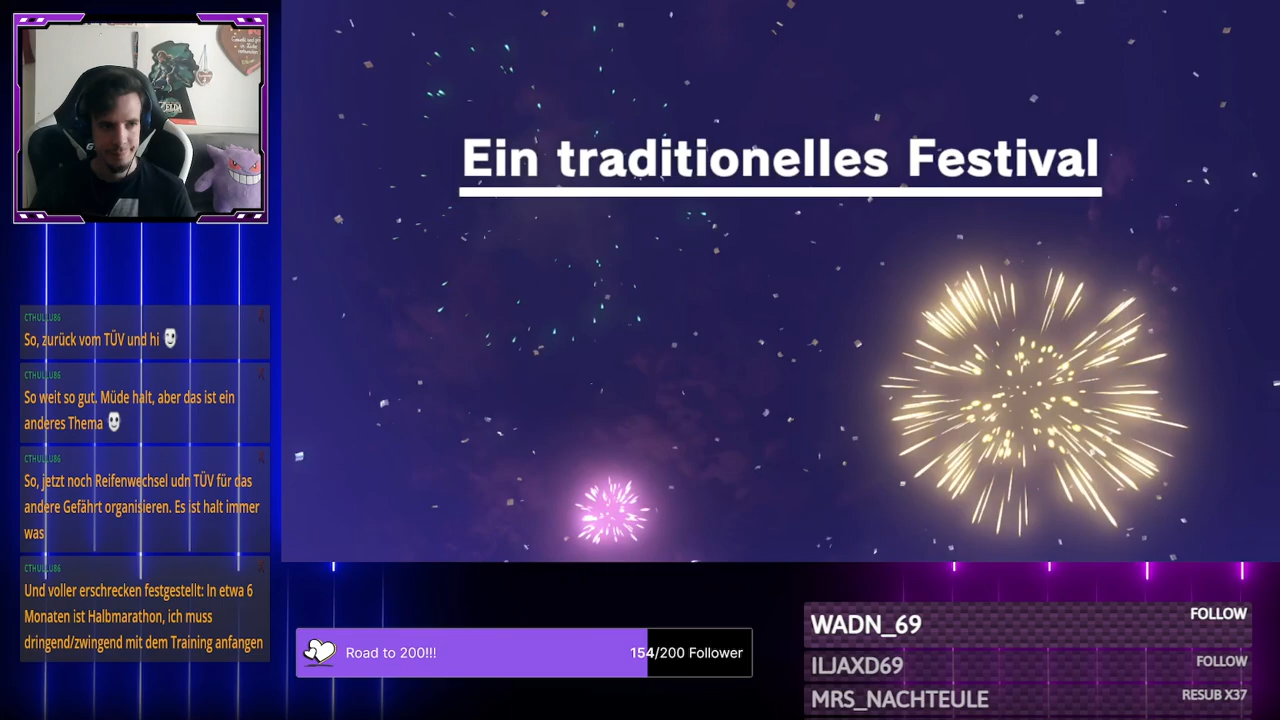 ZELDA
Ein traditionelles Festival
CTHULLU86
So, zurück vom TÜV und hi
CTHULLU86
So weit so gut. Müde halt, aber das ist ein
anderes Thema
CTHULLU86
So, jetzt noch Reifenwechsel udn TÜV für das
andere Gefährt organisieren. Es ist halt immer
was
CTHULLU86
Und voller erschrecken festgestellt: In etwa 6
Monaten ist Halbmarathon, ich muss
dringend/zwingend mit dem Training anfangen
Road to 200!!! 154/200 Follower
WADN_69 FOLLOW
ILJAXD69 FOLLOW
MRS_NACHTEULE RESUB X37